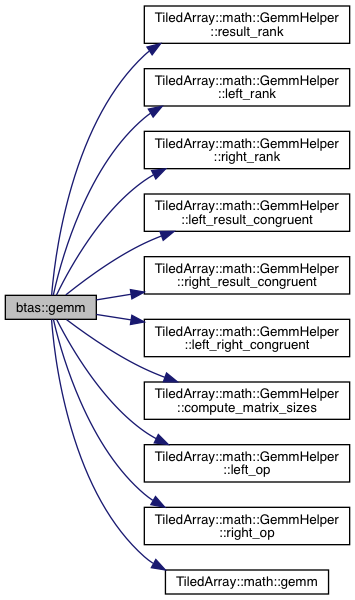 TiledArray::math::GemmHelper
::result_rank
TiledArray::math::GemmHelper
::left_rank
TiledArray::math::GemmHelper
::right_rank
TiledArray::math::GemmHelper
::left_result_congruent
TiledArray::math::GemmHelper
::right_result_congruent
btas::gemm
TiledArray::math::GemmHelper
::left_right_congruent
TiledArray::math::GemmHelper
::compute_matrix_sizes
TiledArray::math::GemmHelper
::left_op
TiledArray::math::GemmHelper
::right_op
TiledArray::math::gemm